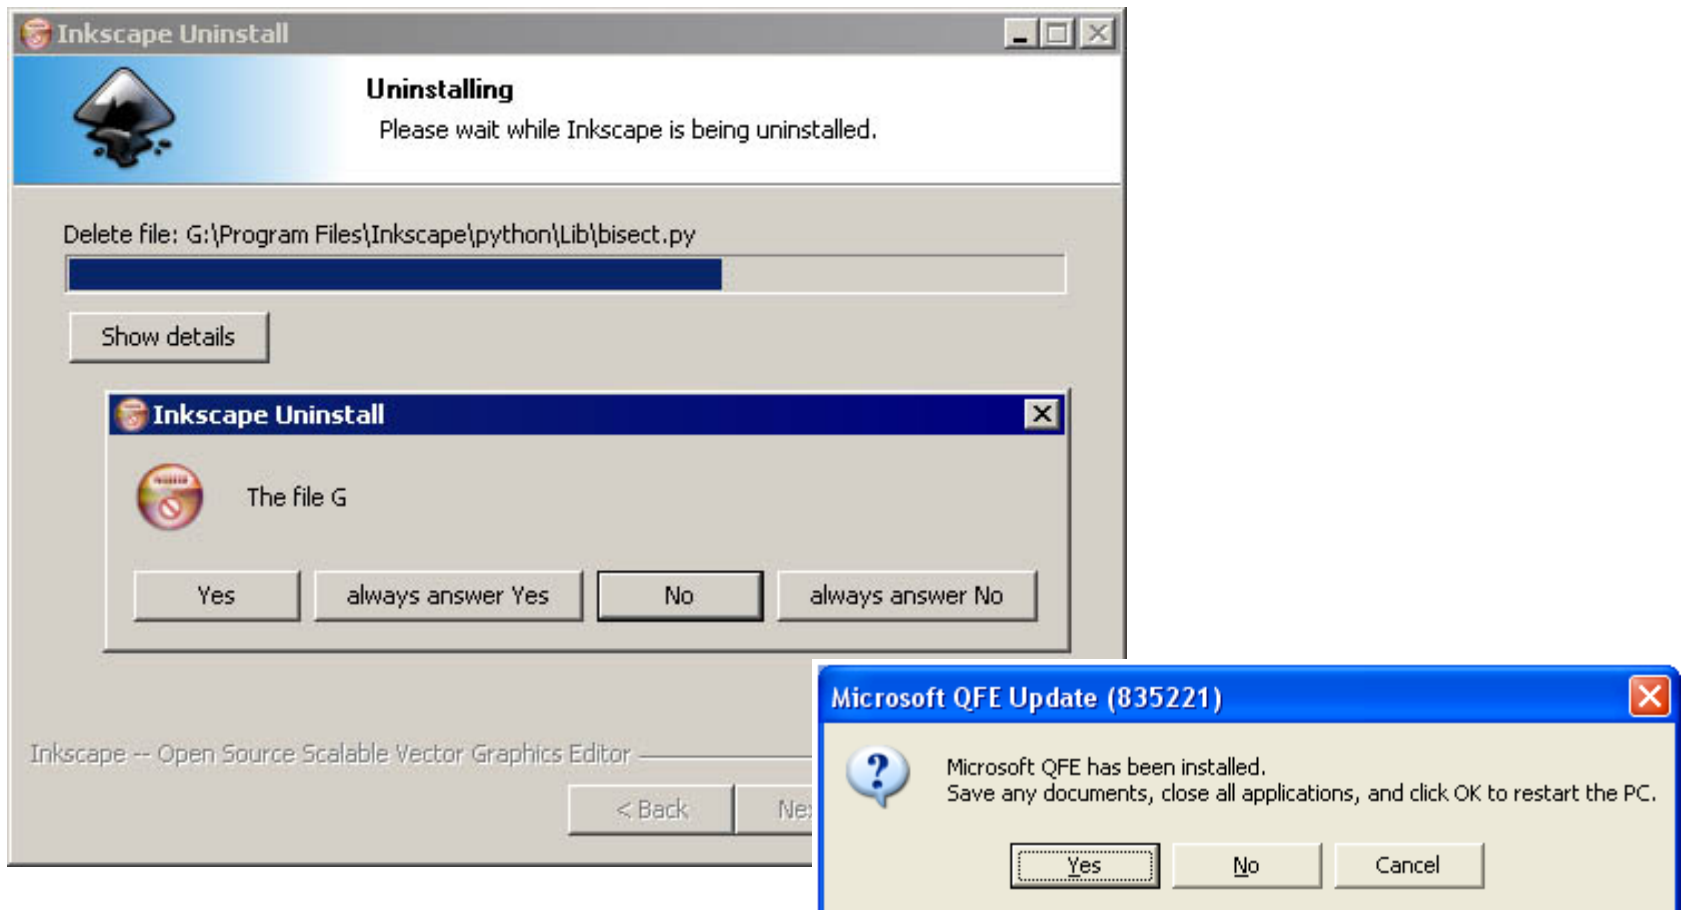 Inkscape Uninstall
Uninstalling
Please wait while Inkscape is being uninstalled.
Delete file: G:\Program Files\Inkscape\python\Lib\bisect.py
Show details
Inkscape Uninstall
The file G
Yes
always answer Yes
No
always answer No
Inkscape -- Open Source Scalable Vector Graphics Editor
< Back
Microsoft QFE Update (835221)
Microsoft QFE has been installed.
Save any documents, close all applications, and click OK to restart the PC.
Yes
No
Cancel